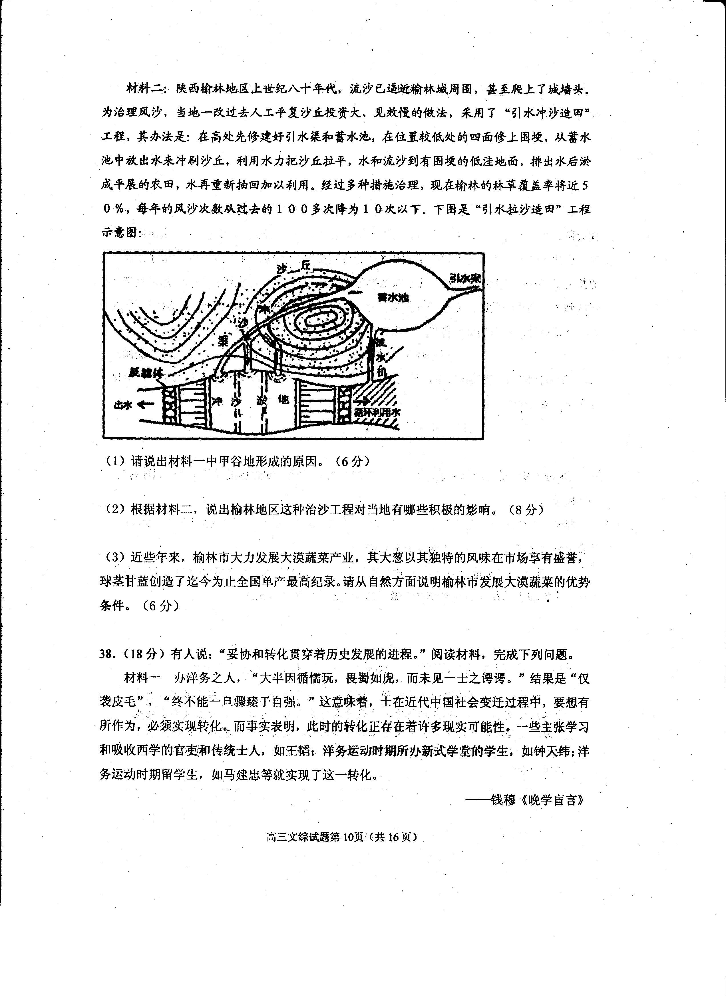 材料二：陕西榆林地区上世纪八十年代，流沙已逼近榆林城周围，甚至爬上了城墙头。
为治理风沙，当地一改过去人工平复沙丘投资大、见效慢的做法，采用了“引水冲沙造田”
工程，其办法是：在高处先修建好引水渠和蓄水池，在位置较低处的四面修上围埂，从蓄水
池中放出水来冲刷沙丘，利用水力把沙丘拉平，水和流沙到有围埂的低洼地面，排出水后淤
成平展的农田，水再重新抽回加以利用。经过多种措施治理，现在榆林的林草覆盖率将近５
０％，每年的风沙次数从过去的１００多次降为１０次以下。下图是“引水拉沙造田”工程
示意图：
沙丘
引水渠
蓄水池
冲
沙
渠
抽
水
机
反滤体
出水
冲沙淤地
循环利用水
（1）请说出材料一中甲谷地形成的原因。（6分）
（2）根据材料二，说出榆林地区这种治沙工程对当地有哪些积极的影响。（8分）
（3）近些年来，榆林市大力发展大漠蔬菜产业，其大葱以其独特的风味在市场享有盛誉，
球茎甘蓝创造了迄今为止全国单产最高纪录。请从自然方面说明榆林市发展大漠蔬菜的优势
条件。（6分）
38.（18分）有人说：“妥协和转化贯穿着历史发展的进程。”阅读材料，完成下列问题。
材料一　办洋务之人，“大半因循懦玩，畏蜀如虎，而未见一士之谔谔。”结果是“仅
袭皮毛”，“终不能一旦骤臻于自强。”这意味着，士在近代中国社会变迁过程中，要想有
所作为，必须实现转化。而事实表明，此时的转化正存在着许多现实可能性。一些主张学习
和吸收西学的官吏和传统士人，如王韬；洋务运动时期所办新式学堂的学生，如钟天纬；洋
务运动时期留学生，如马建忠等就实现了这一转化。
——钱穆《晚学盲言》
高三文综试题第10页（共16页）